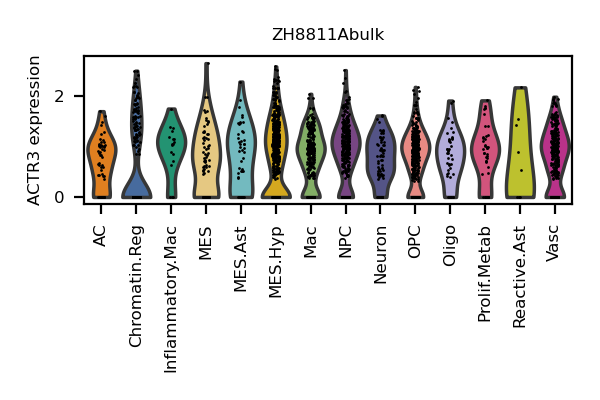 ZH8811Abulk
ACTR3 expression
2
0
AC
Chromatin.Reg
Inflammatory.Mac
MES
MES.Ast
MES.Hyp
Mac
NPC
Neuron
OPC
Oligo
Prolif.Metab
Reactive.Ast
Vasc